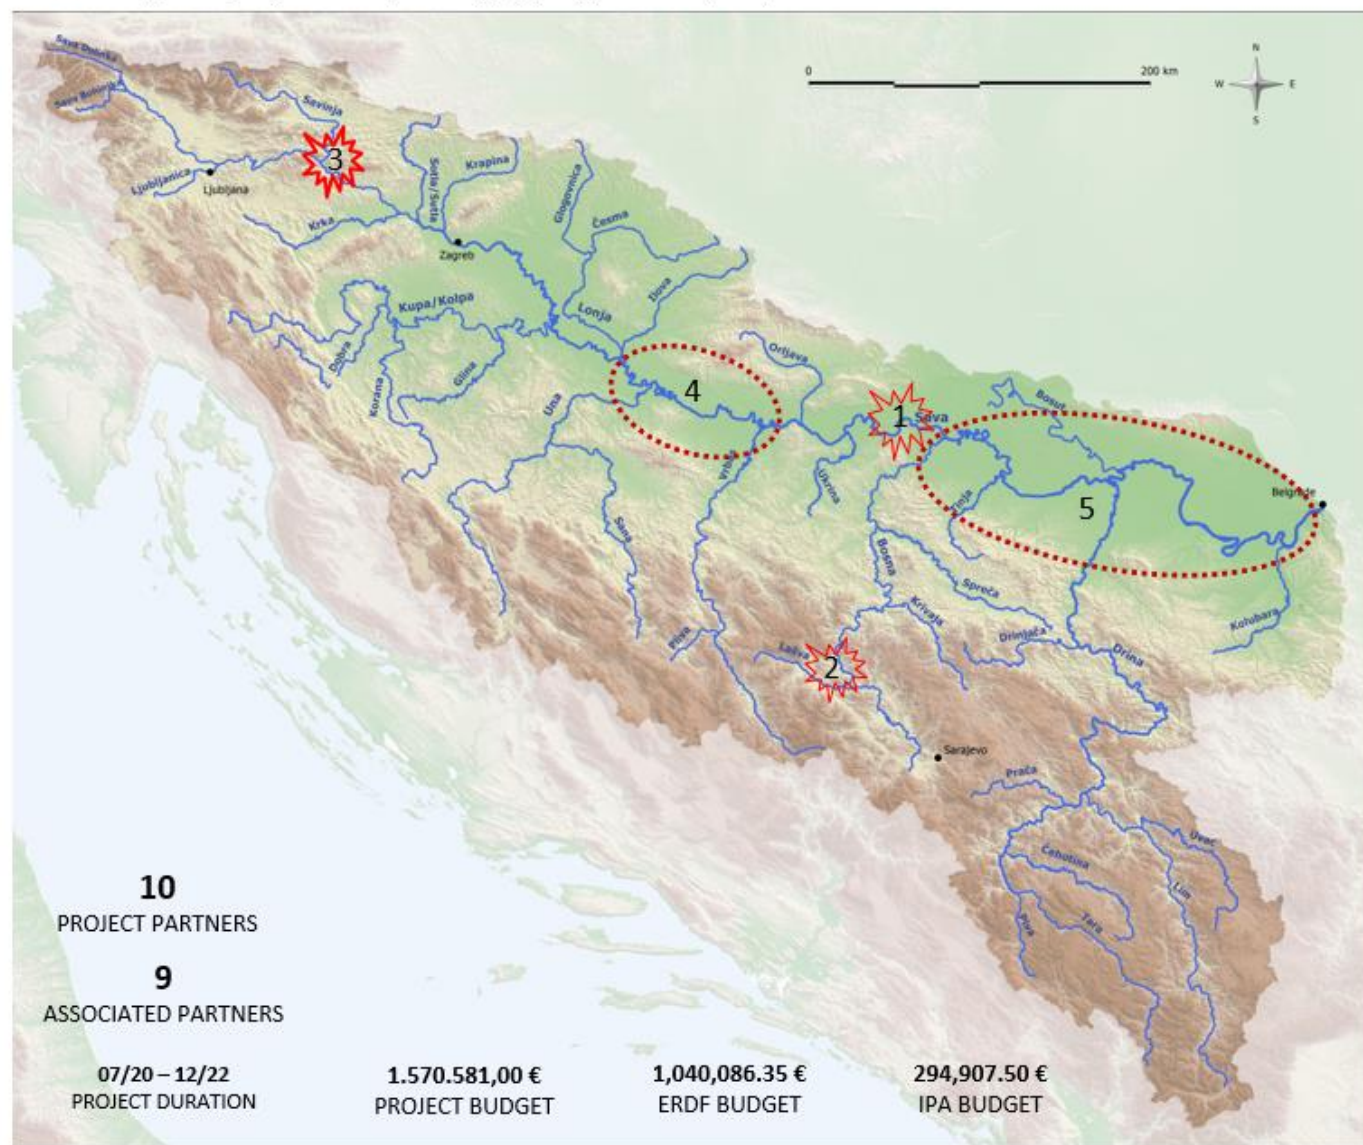 Sava Dolinka
Sava Bohinjka
Savinja
0
200 km
N
W
E
S
3
Ljubljanica
Ljubljana
Sotla/Sutla
Krapina
Glogovnica
Česma
Krka
Zagreb
Ilova
Kupa/Kolpa
Lonja
Dobra
Glina
Korana
Una
4
Orljava
1
Sava
Bosut
Vrbas
Ukrina
Tinja
5
Belgrade
Sana
Bosna
Spreča
Krivaja
Drinjača
Drina
Kolubara
Pliva
Lašva
2
Sarajevo
Prača
Uvac
Ćehotina
Lim
Tara
Piva
10
PROJECT PARTNERS
9
ASSOCIATED PARTNERS
07/20 – 12/22
PROJECT DURATION
1.570.581,00 €
PROJECT BUDGET
1,040,086.35 €
ERDF BUDGET
294,907.50 €
IPA BUDGET